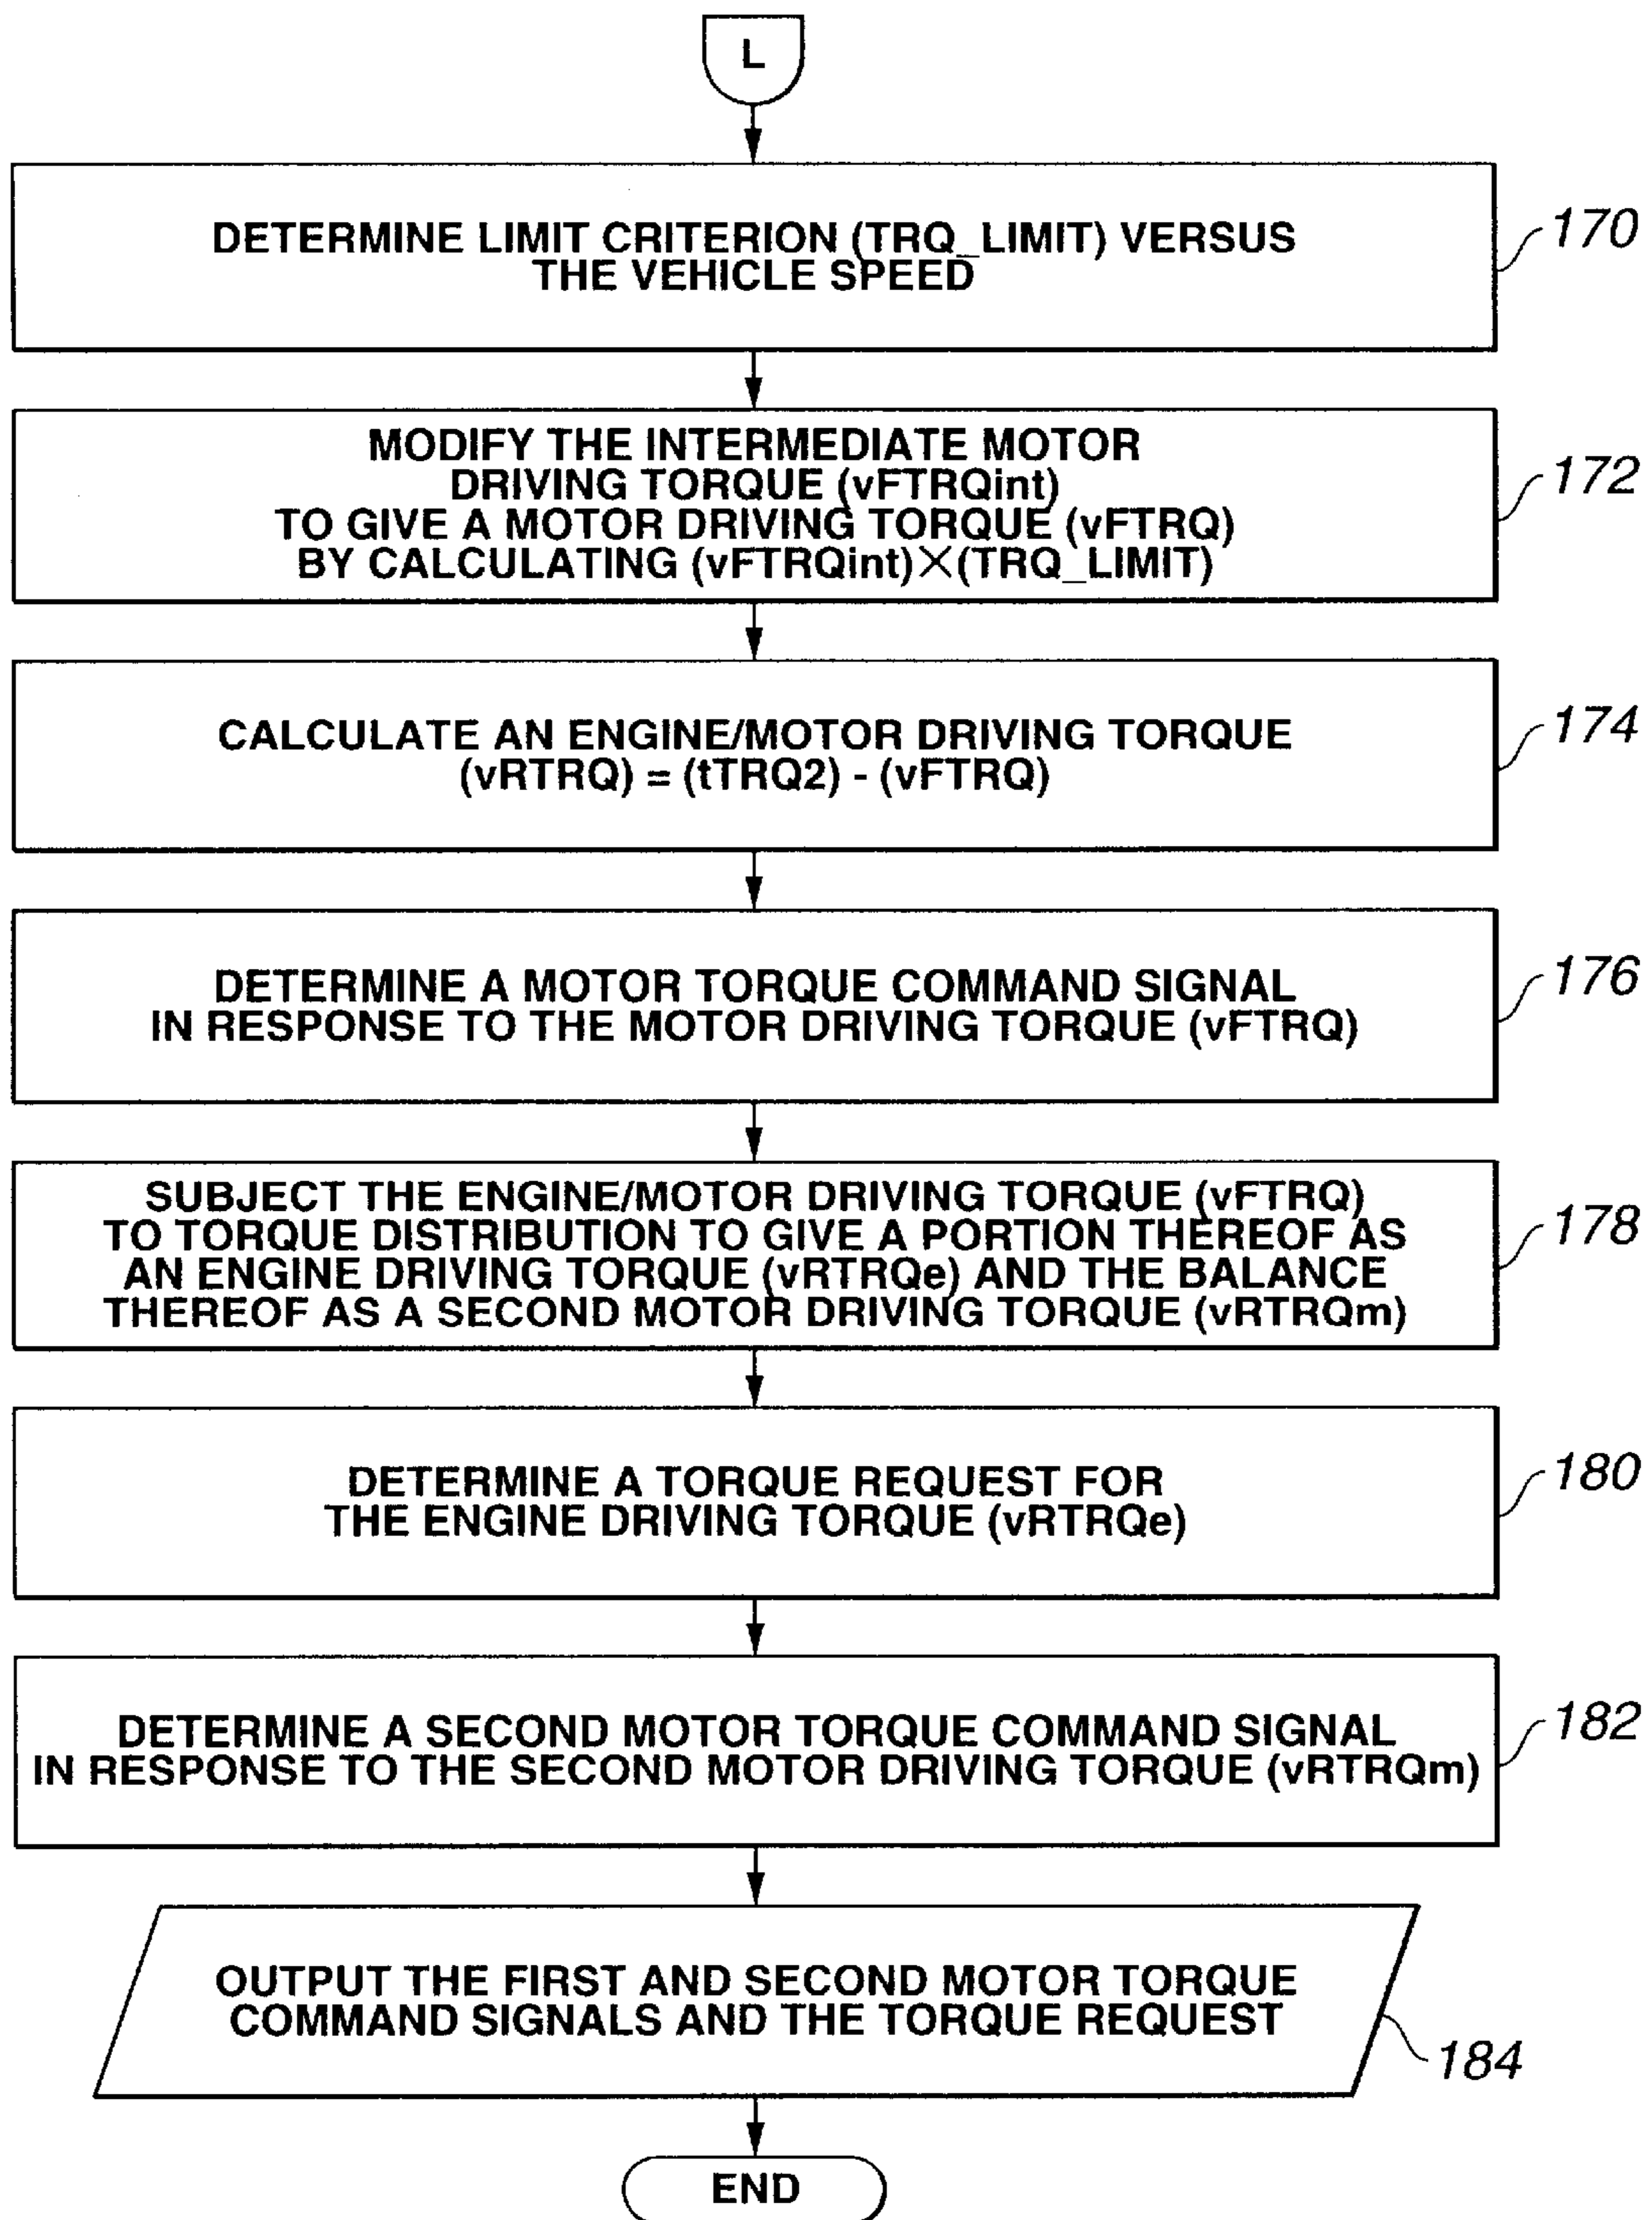 L
DETERMINE LIMIT CRITERION (TRQ_LIMIT) VERSUS
THE VEHICLE SPEED
170
MODIFY THE INTERMEDIATE MOTOR
DRIVING TORQUE (vFTRQint)
TO GIVE A MOTOR DRIVING TORQUE (vFTRQ)
BY CALCULATING (vFTRQint)×(TRQ_LIMIT)
172
CALCULATE AN ENGINE/MOTOR DRIVING TORQUE
(vRTRQ) = (tTRQ2) - (vFTRQ)
174
DETERMINE A MOTOR TORQUE COMMAND SIGNAL
IN RESPONSE TO THE MOTOR DRIVING TORQUE (vFTRQ)
176
SUBJECT THE ENGINE/MOTOR DRIVING TORQUE (vFTRQ)
TO TORQUE DISTRIBUTION TO GIVE A PORTION THEREOF AS
AN ENGINE DRIVING TORQUE (vRTRQe) AND THE BALANCE
THEREOF AS A SECOND MOTOR DRIVING TORQUE (vRTRQm)
178
DETERMINE A TORQUE REQUEST FOR
THE ENGINE DRIVING TORQUE (vRTRQe)
180
DETERMINE A SECOND MOTOR TORQUE COMMAND SIGNAL
IN RESPONSE TO THE SECOND MOTOR DRIVING TORQUE (vRTRQm)
182
OUTPUT THE FIRST AND SECOND MOTOR TORQUE
COMMAND SIGNALS AND THE TORQUE REQUEST
184
END